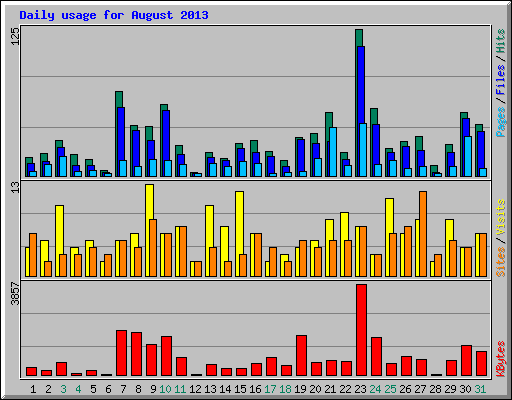 Daily usage for August 2013
125
Pages / Files / Hits
13
Sites / Visits
3857
KBytes
1 2 3 4 5 6 7 8 9 10 11 12 13 14 15 16 17 18 19 20 21 22 23 24 25 26 27 28 29 30 31